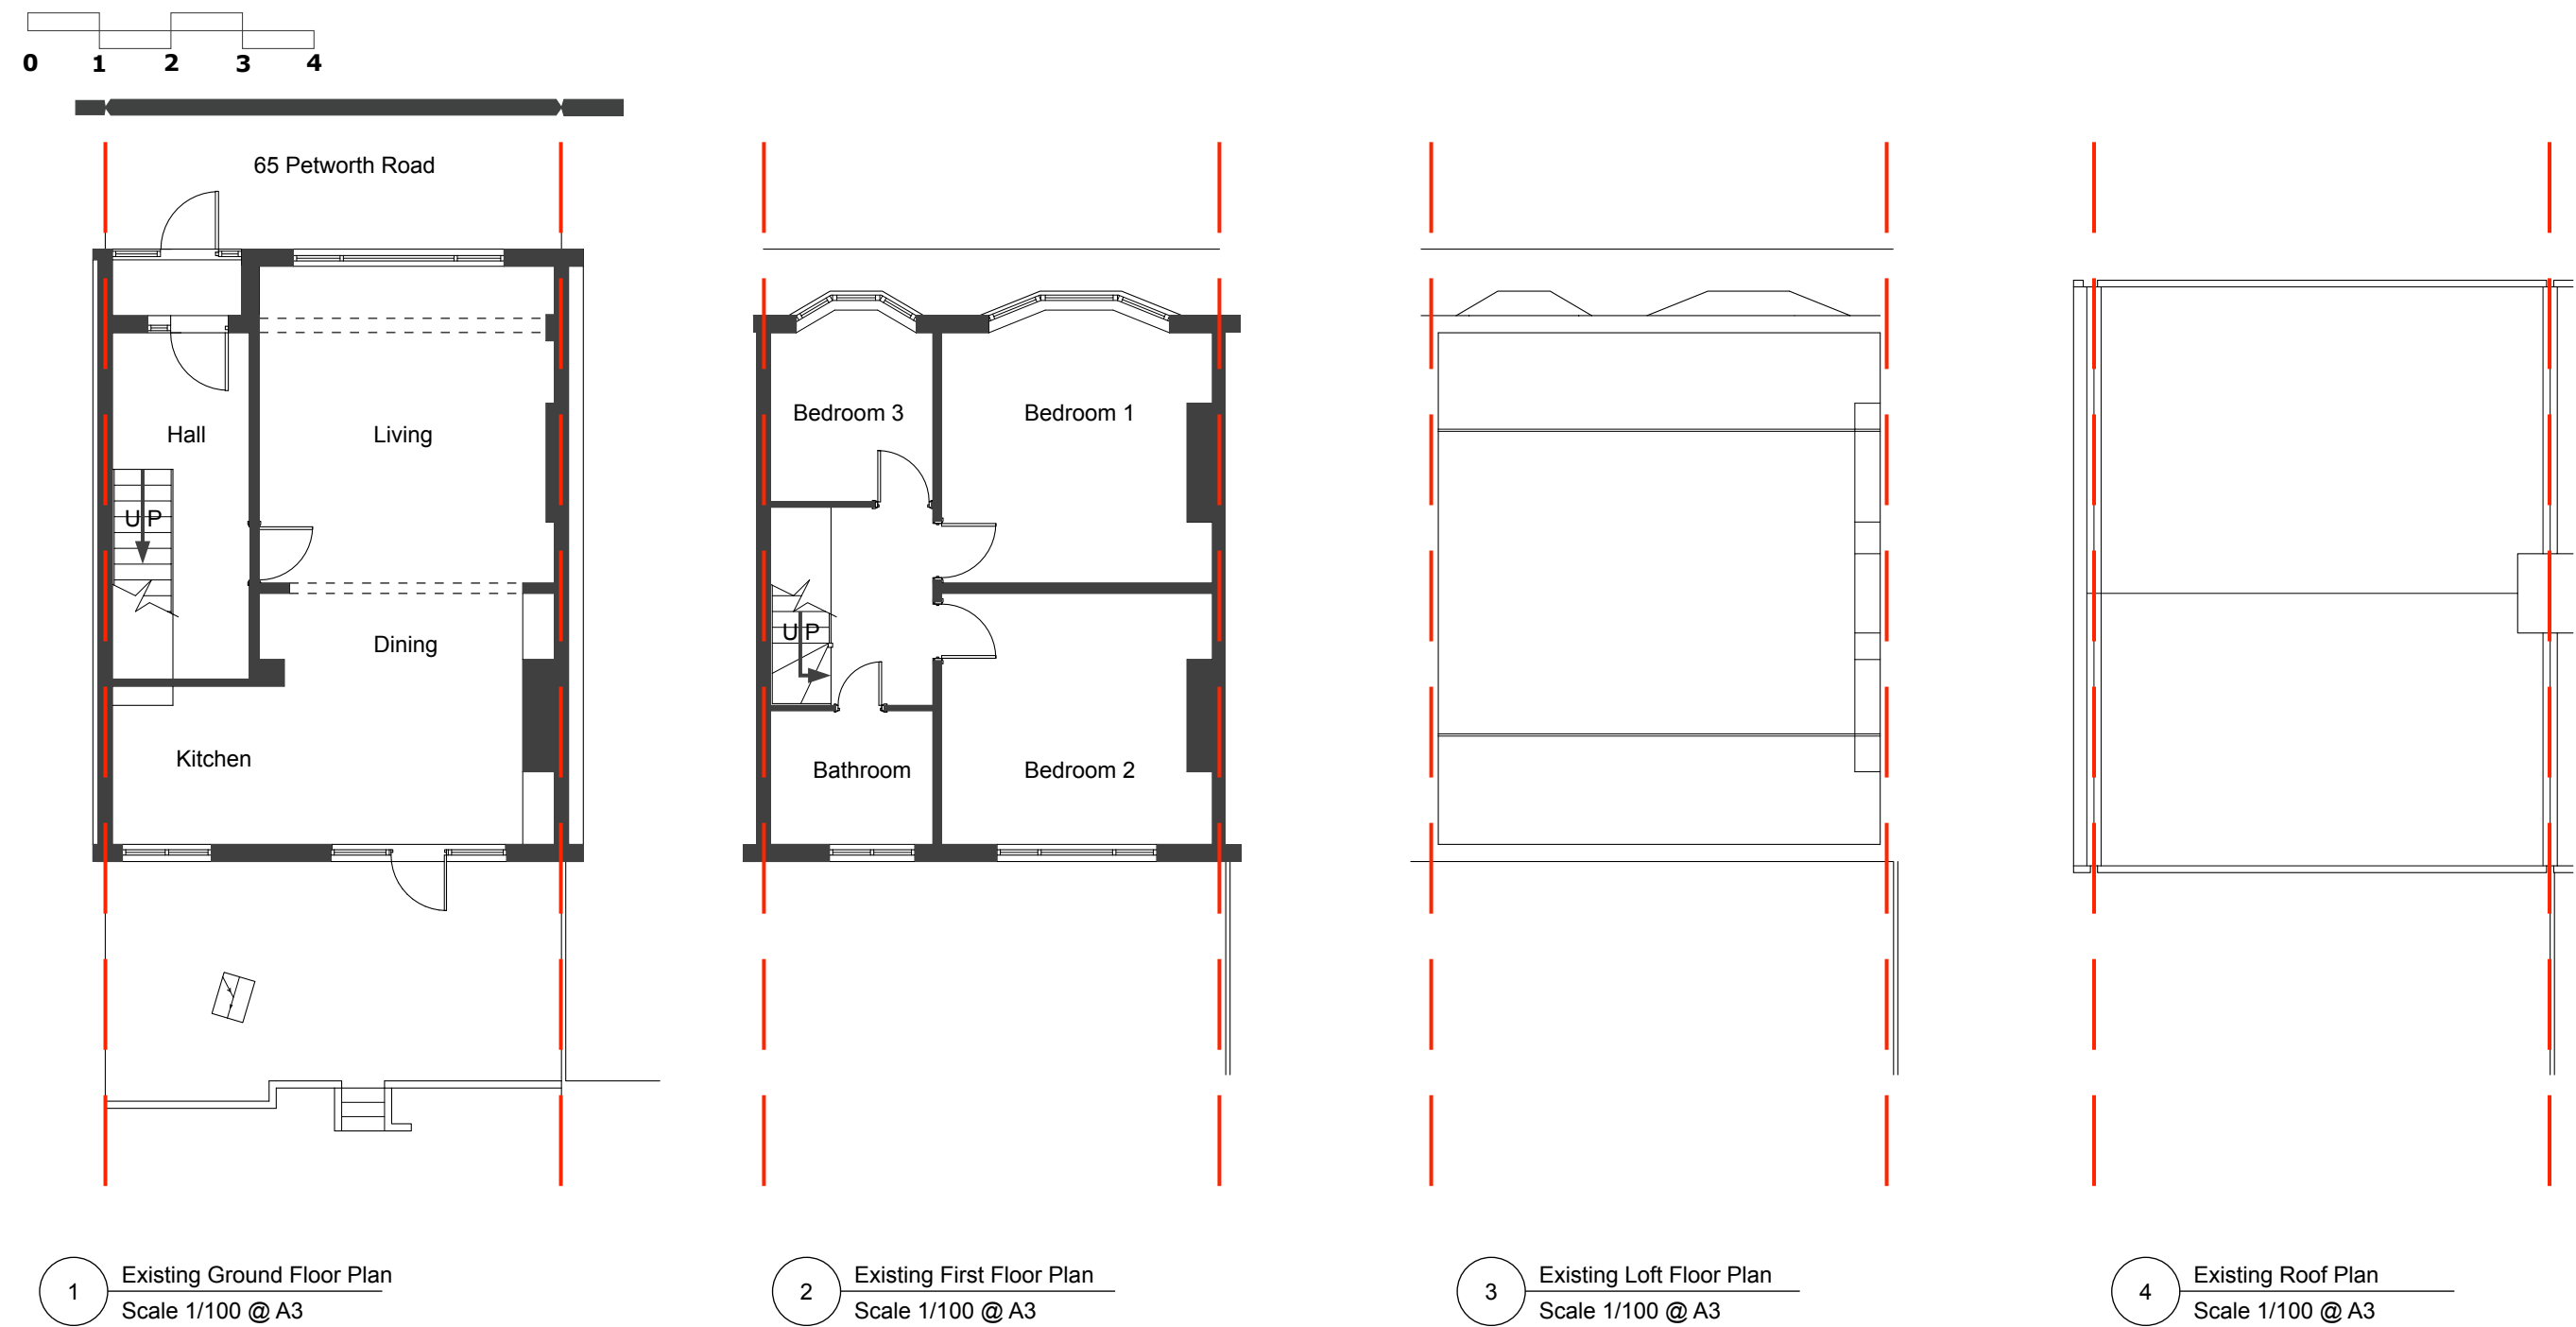 0 1 2 3 4
65 Petworth Road
Hall
Living
UP
Dining
Kitchen
Bedroom 3
Bedroom 1
UP
Bathroom
Bedroom 2
1
Existing Ground Floor Plan
Scale 1/100 @ A3
2
Existing First Floor Plan
Scale 1/100 @ A3
3
Existing Loft Floor Plan
Scale 1/100 @ A3
4
Existing Roof Plan
Scale 1/100 @ A3